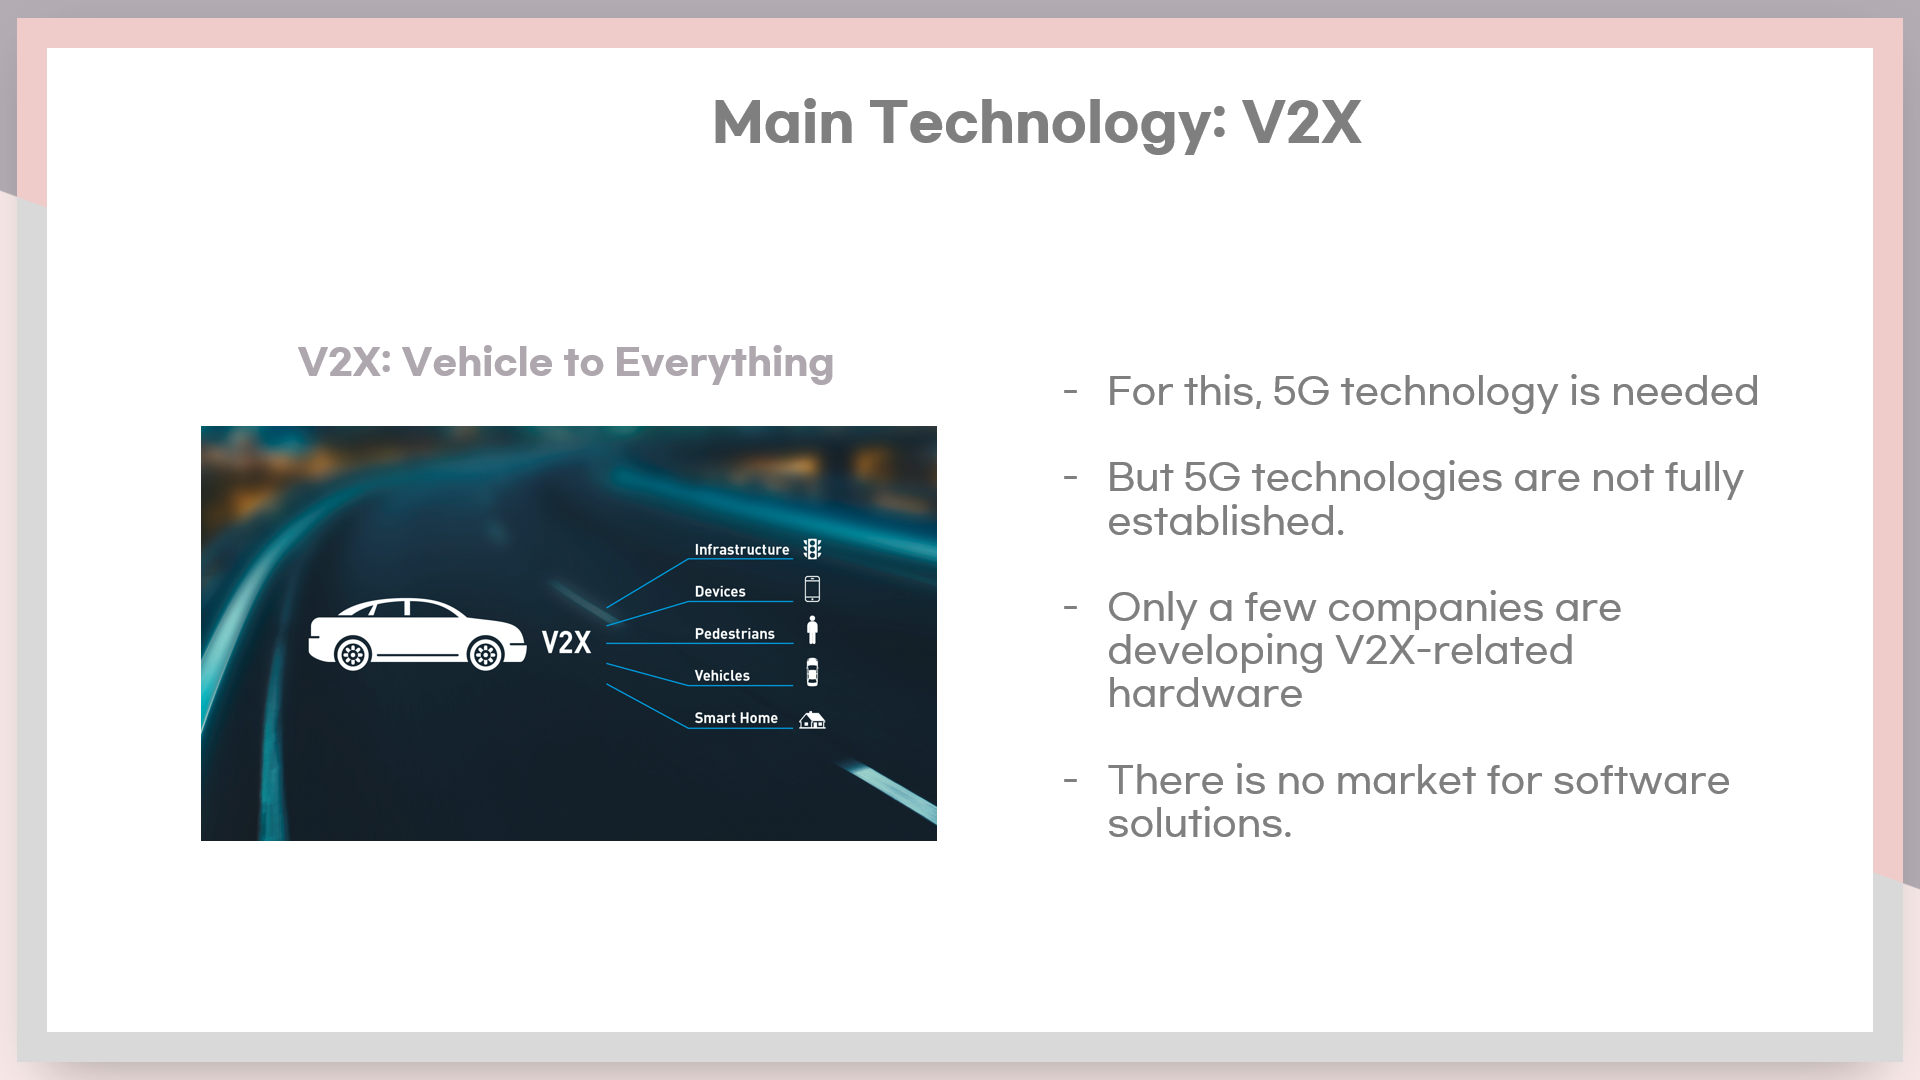 Main Technology: V2X
V2X: Vehicle to Everything
Infrastructure
Devices
Pedestrians
Vehicles
Smart Home
V2X
- For this, 5G technology is needed
- But 5G technologies are not fully
established.
- Only a few companies are
developing V2X-related
hardware
- There is no market for software
solutions.